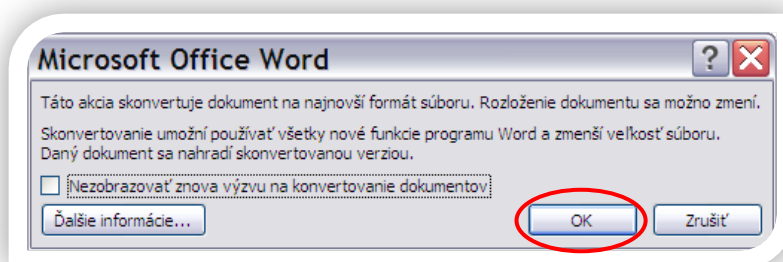 Microsoft Office Word
Táto akcia skonvertuje dokument na najnovší formát súboru. Rozloženie dokumentu sa možno zmení.
Skonvertovanie umožní používať všetky nové funkcie programu Word a zmenší veľkosť súboru.
Daný dokument sa nahradí skonvertovanou verziou.
Nezobrazovať znova výzvu na konvertovanie dokumentov
Ďalšie informácie... OK Zrušiť